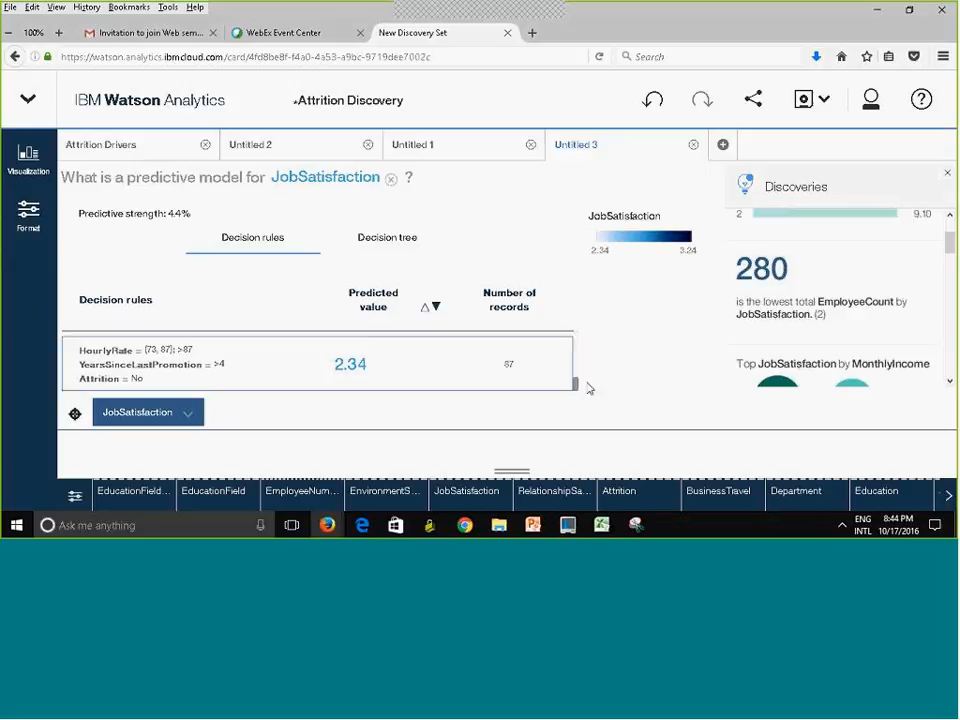 File Edit View History Bookmarks Tools Help
100% Invitation to join Web sem... WebEx Event Center New Discovery Set
https://watson.analytics.ibmcloud.com/card/4fd8be8f-f4a0-4a53-a9bc-9719dee7002c Search
IBM Watson Analytics Attrition Discovery
Attrition Drivers Untitled 2 Untitled 1 Untitled 3
Visualization
Format
What is a predictive model for JobSatisfaction ?
Predictive strength: 4.4%
Decision rules Decision tree
JobSatisfaction
2.34 3.24
Decision rules Predicted value Number of records
HourlyRate = (73, 87]; >87
YearsSinceLastPromotion = >4
Attrition = No
2.34 87
JobSatisfaction
Discoveries
2 9.10
280
is the lowest total EmployeeCount by
JobSatisfaction. (2)
Top JobSatisfaction by MonthlyIncome
EducationField... EducationField EmployeeNum... EnvironmentS... JobSatisfaction RelationshipSa... Attrition BusinessTravel Department Education
Ask me anything
ENG 8:44 PM
INTL 10/17/2016